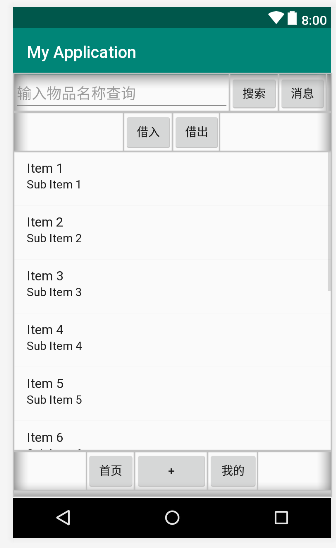 8:00
My Application
输入物品名称查询 搜索 消息
借入 借出
Item 1
Sub Item 1
Item 2
Sub Item 2
Item 3
Sub Item 3
Item 4
Sub Item 4
Item 5
Sub Item 5
Item 6
首页 + 我的